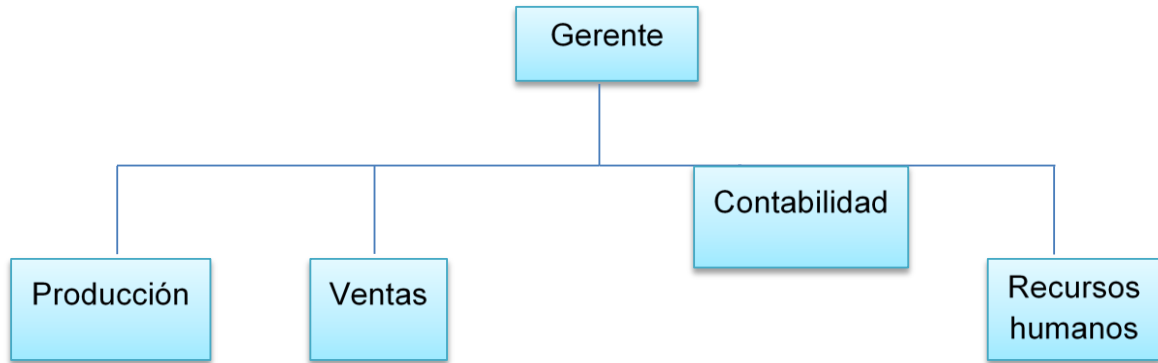 Gerente
Contabilidad
Producción
Ventas
Recursos
humanos